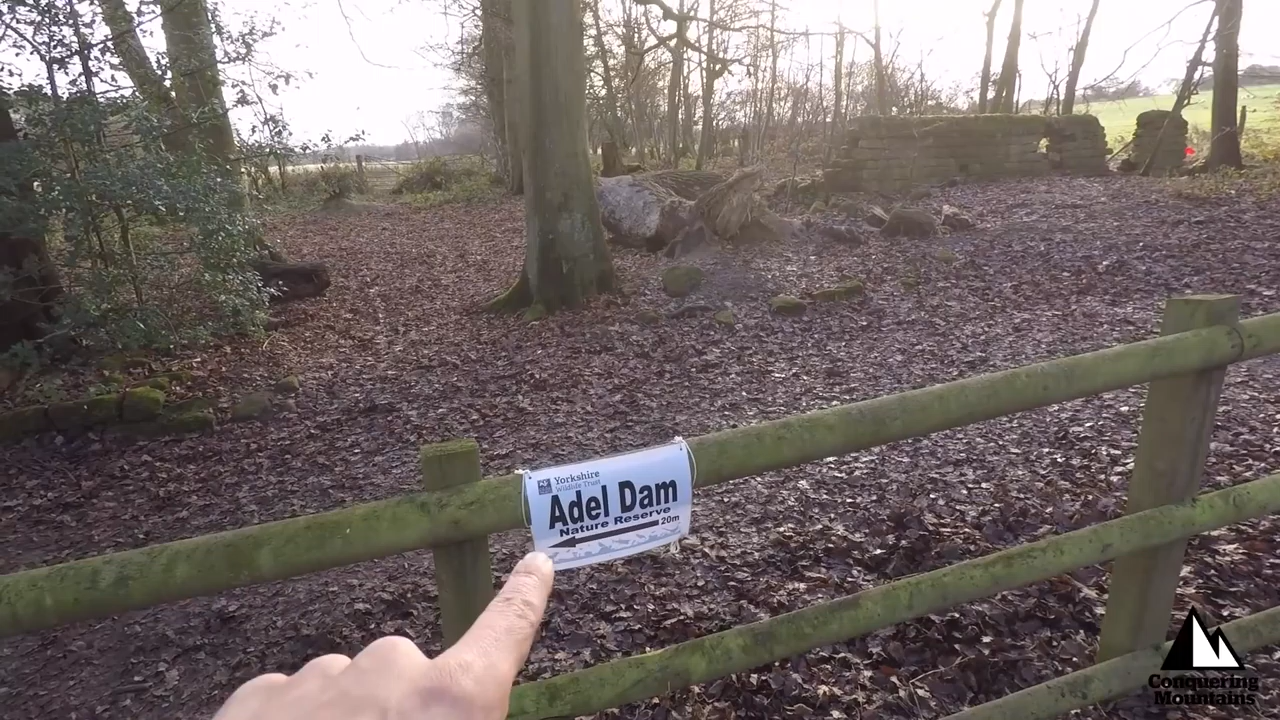 Yorkshire
Wildlife Trust
Adel Dam
Nature Reserve
20m
Conquering
Mountains